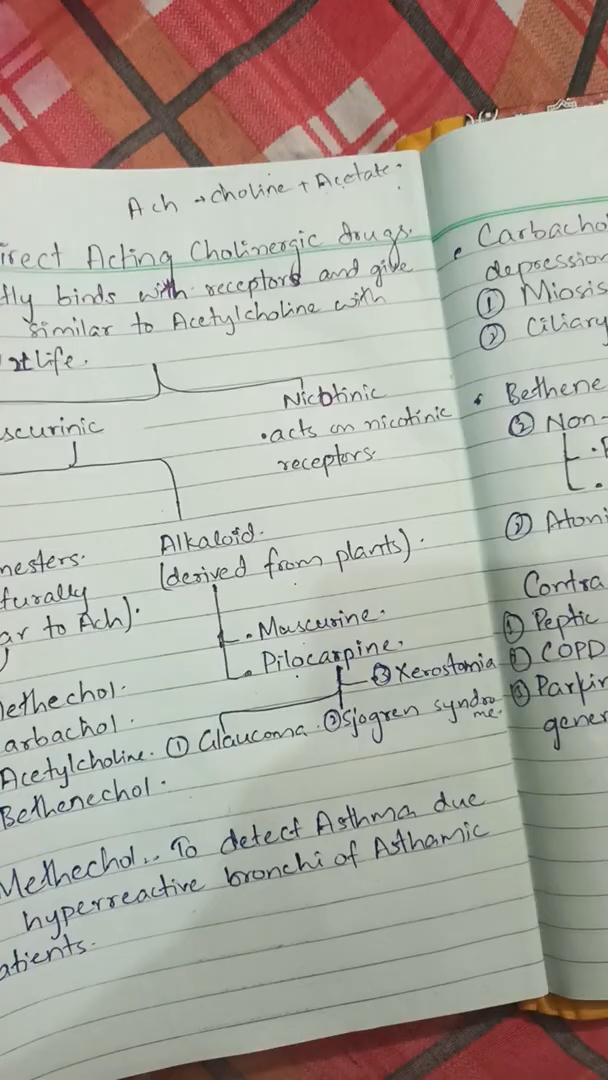 Ach → choline + Acetate.
irect Acting Cholinergic drugs.
tly binds with receptors and give
similar to Acetylcholine with
life.
Nicotinic
scurinic
• acts on nicotinic
receptors.
Alkaloid.
(derived from plants).
nesters.
turally
ar to Ach).
• Muscurine.
• Pilocarpine.
③ Xerostomia
① Glaucoma. ② Sjogren syndro
me.
Methechol.
arbachol.
Acetylcholine.
Bethenechol.
Methechol.. To detect Asthma due
hyperreactive bronchi of Asthamic
atients.
• Carbacho
depression
① Miosis
② Ciliary
• Bethene
② Non-
③ Atoni
Contra
① Peptic
② COPD
③ Parkin
gener